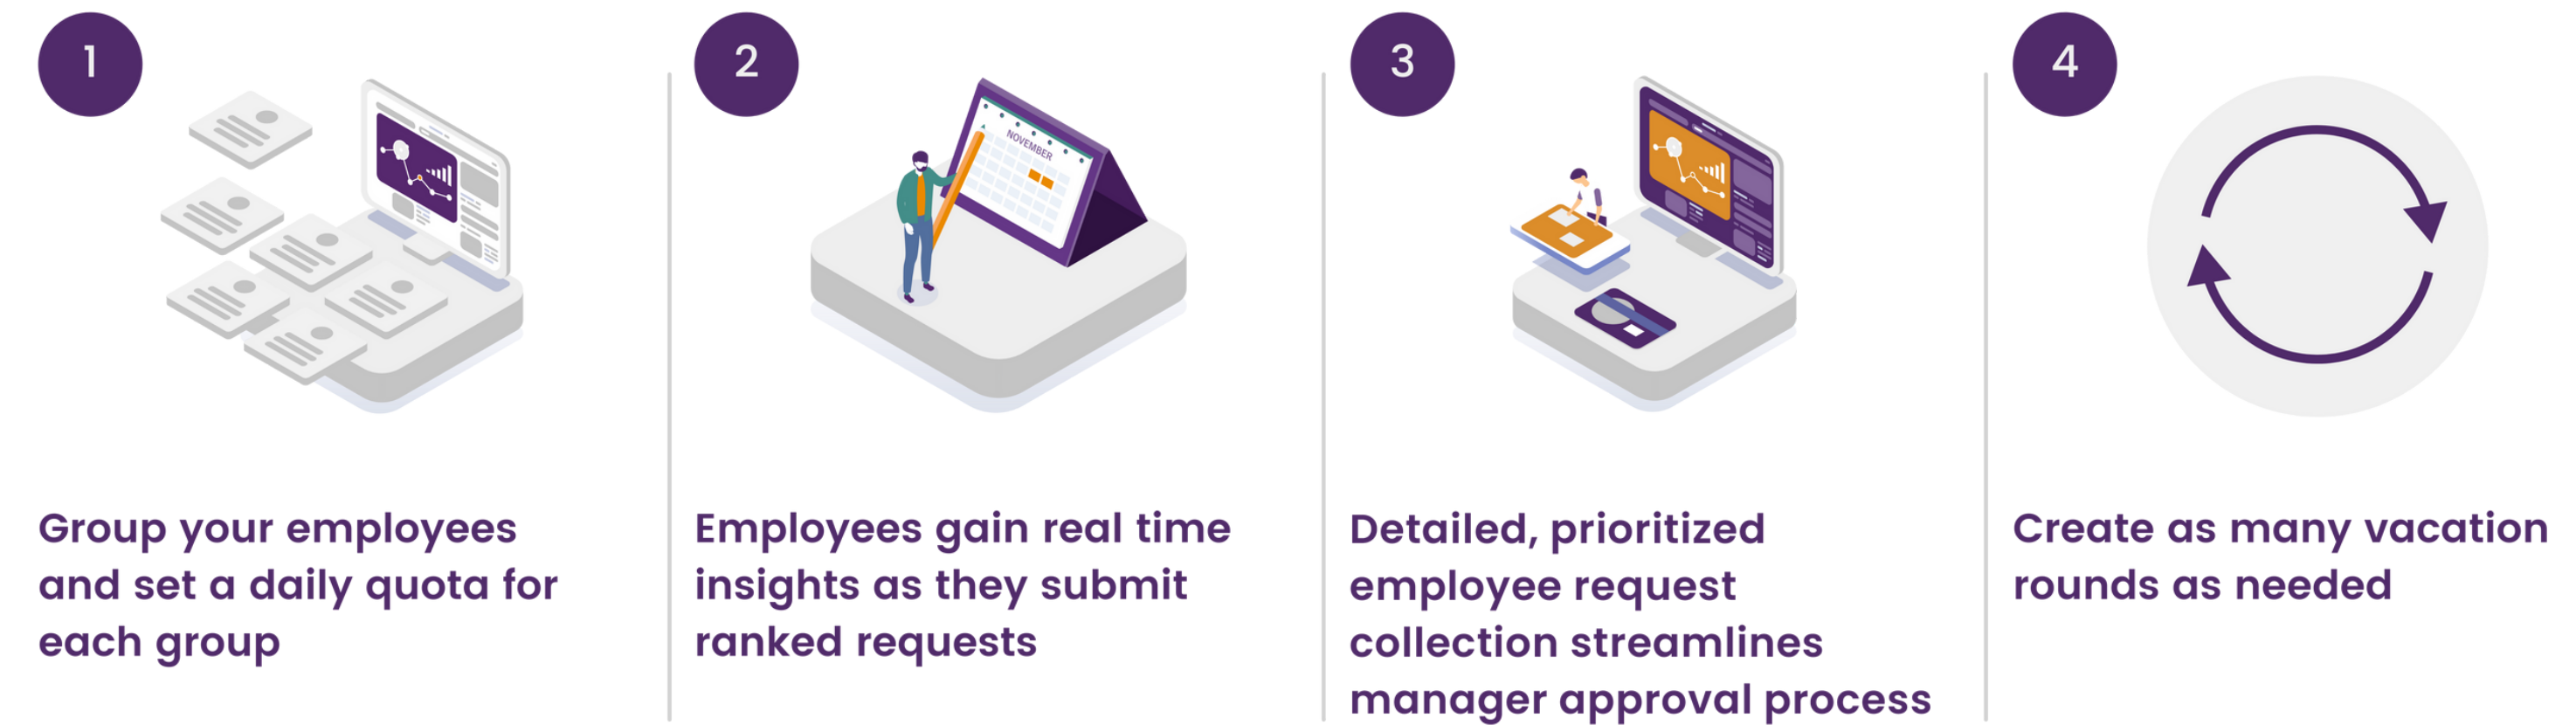 1
Group your employees
and set a daily quota for
each group
2
NOVEMBER
Employees gain real time
insights as they submit
ranked requests
3
Detailed, prioritized
employee request
collection streamlines
manager approval process
4
Create as many vacation
rounds as needed